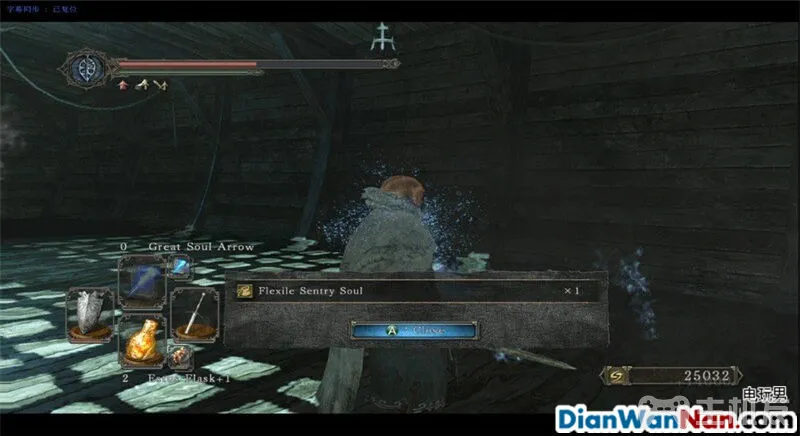 字幕同步 : 已复位
0 Great Soul Arrow
Flexile Sentry Soul ×1
A : Close
2 Estus Flask+1
25032
电玩男
DianWanNan.com